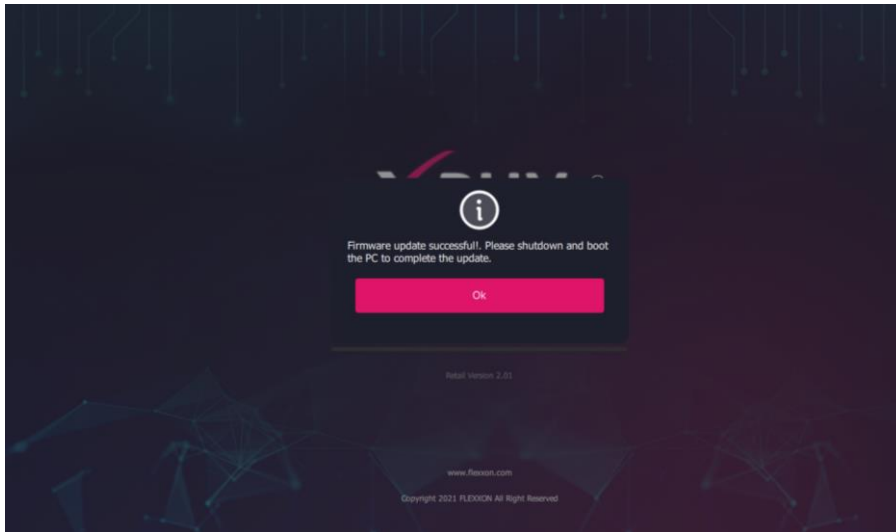 Firmware update successful!. Please shutdown and boot
the PC to complete the update.
Ok
Retail Version 2.01
www.flexxon.com
Copyright 2021 FLEXXON All Right Reserved